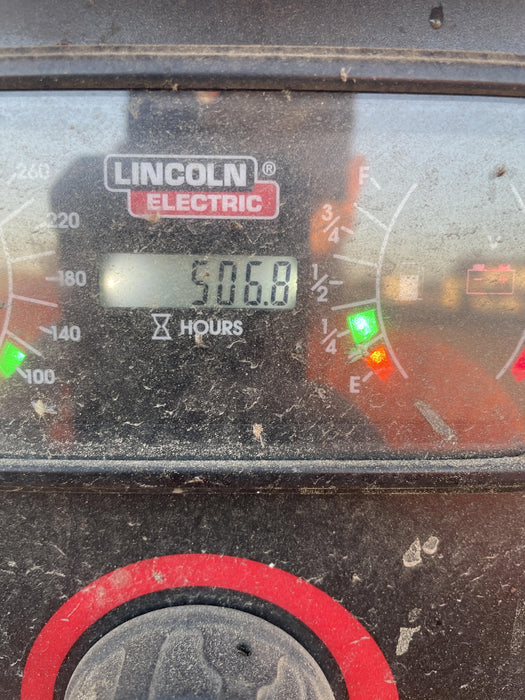 LINCOLN ®
ELECTRIC
506.8
HOURS
260
220
180
140
100
F
3/4
1/2
1/4
E